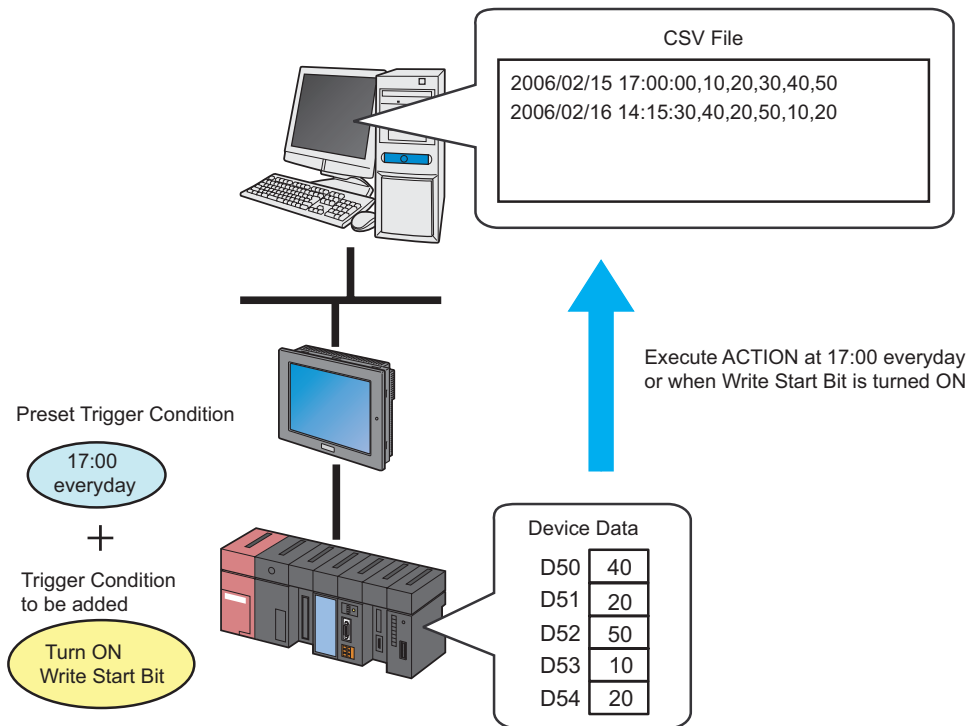 CSV File
2006/02/15 17:00:00,10,20,30,40,50
2006/02/16 14:15:30,40,20,50,10,20
Execute ACTION at 17:00 everyday
or when Write Start Bit is turned ON
Preset Trigger Condition
17:00
everyday
+
Trigger Condition
to be added
Turn ON
Write Start Bit
Device Data
D50 40
D51 20
D52 50
D53 10
D54 20